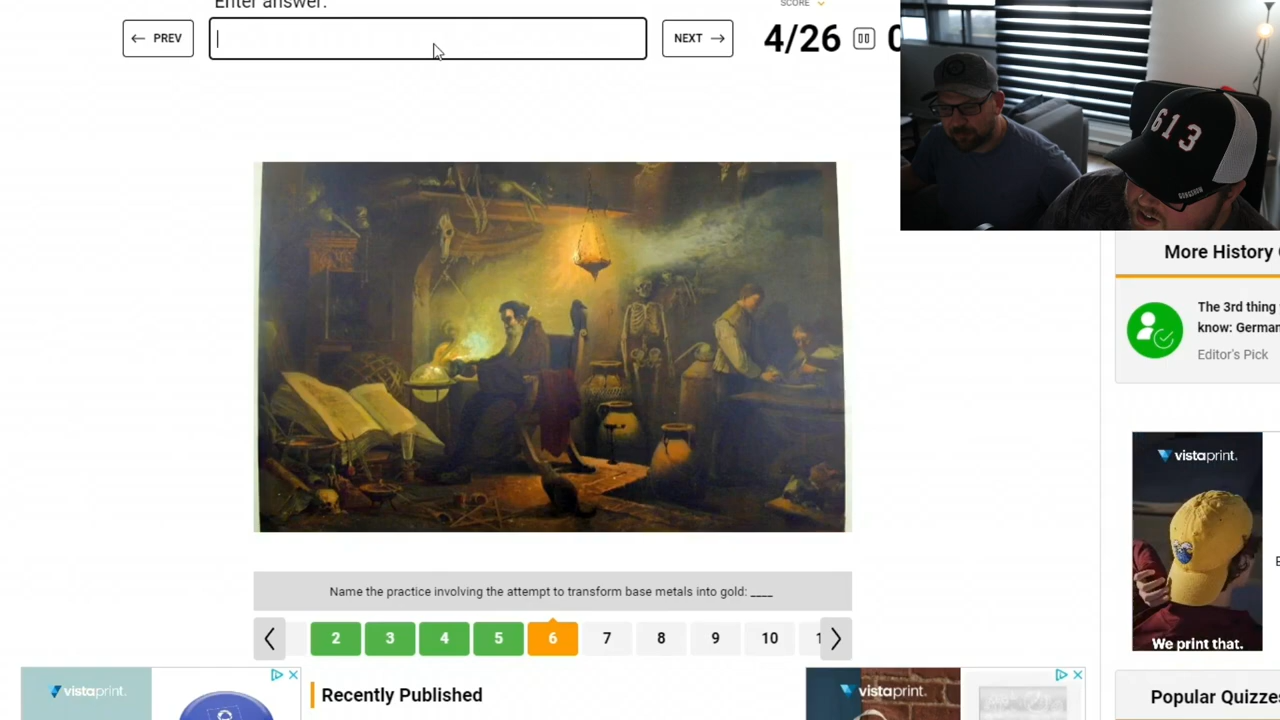 Enter answer:
SCORE
← PREV
NEXT →
4/26
613
GONGSHOW
More History
The 3rd thing
know: German
Editor's Pick
vistaprint.
We print that.
Name the practice involving the attempt to transform base metals into gold: ____
2 3 4 5 6 7 8 9 10 1
vistaprint.
Recently Published
vistaprint.
Popular Quizzes